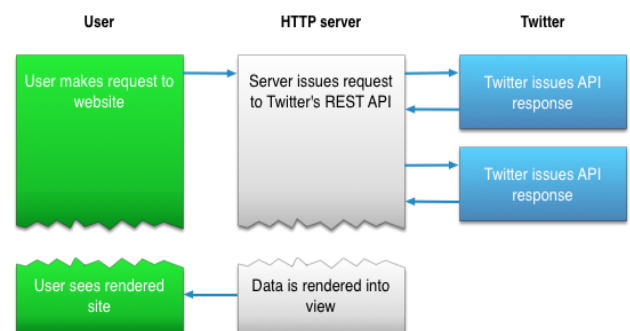 User
HTTP server
Twitter
User makes request to
website
Server issues request
to Twitter's REST API
Twitter issues API
response
Twitter issues API
response
User sees rendered
site
Data is rendered into
view